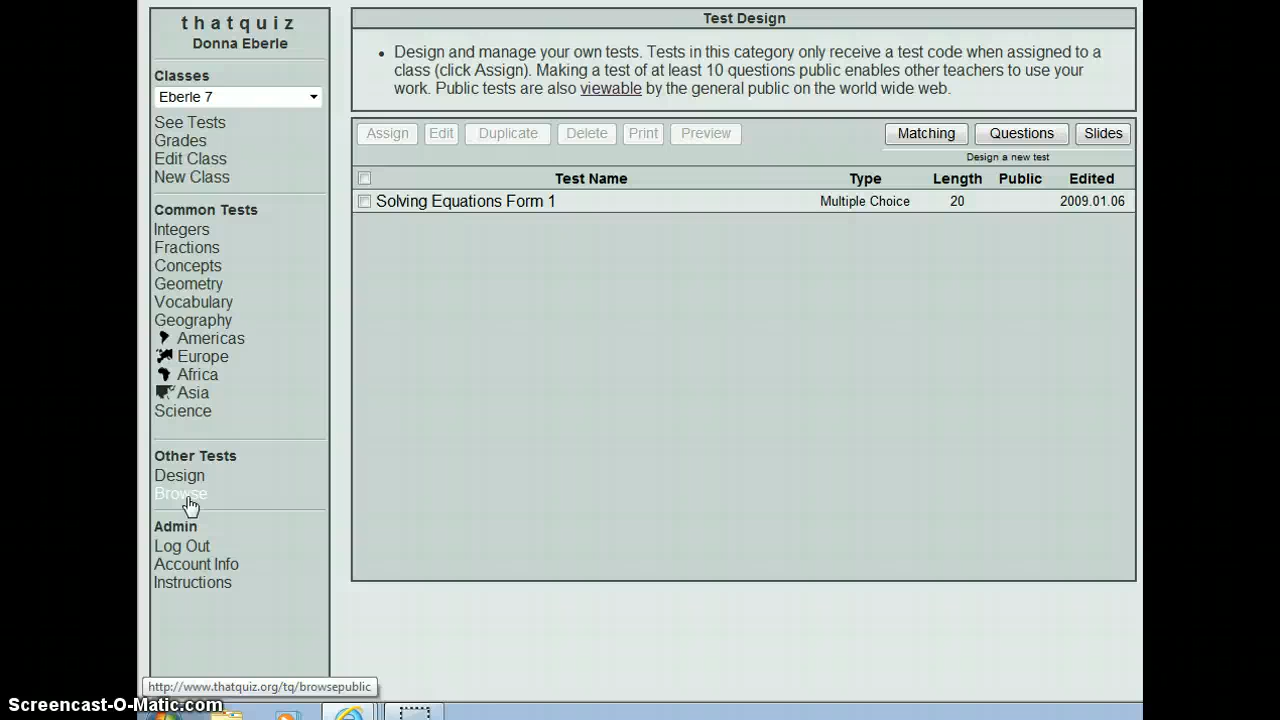 thatquiz
Donna Eberle
Classes
Eberle 7
See Tests
Grades
Edit Class
New Class
Common Tests
Integers
Fractions
Concepts
Geometry
Vocabulary
Geography
Americas
Europe
Africa
Asia
Science
Other Tests
Design
Browse
Admin
Log Out
Account Info
Instructions
Test Design
Design and manage your own tests. Tests in this category only receive a test code when assigned to a
class (click Assign). Making a test of at least 10 questions public enables other teachers to use your
work. Public tests are also viewable by the general public on the world wide web.
Assign Edit Duplicate Delete Print Preview Matching Questions Slides
Design a new test
Test Name Type Length Public Edited
Solving Equations Form 1 Multiple Choice 20 2009.01.06
http://www.thatquiz.org/tq/browsepublic
Screencast-O-Matic.com